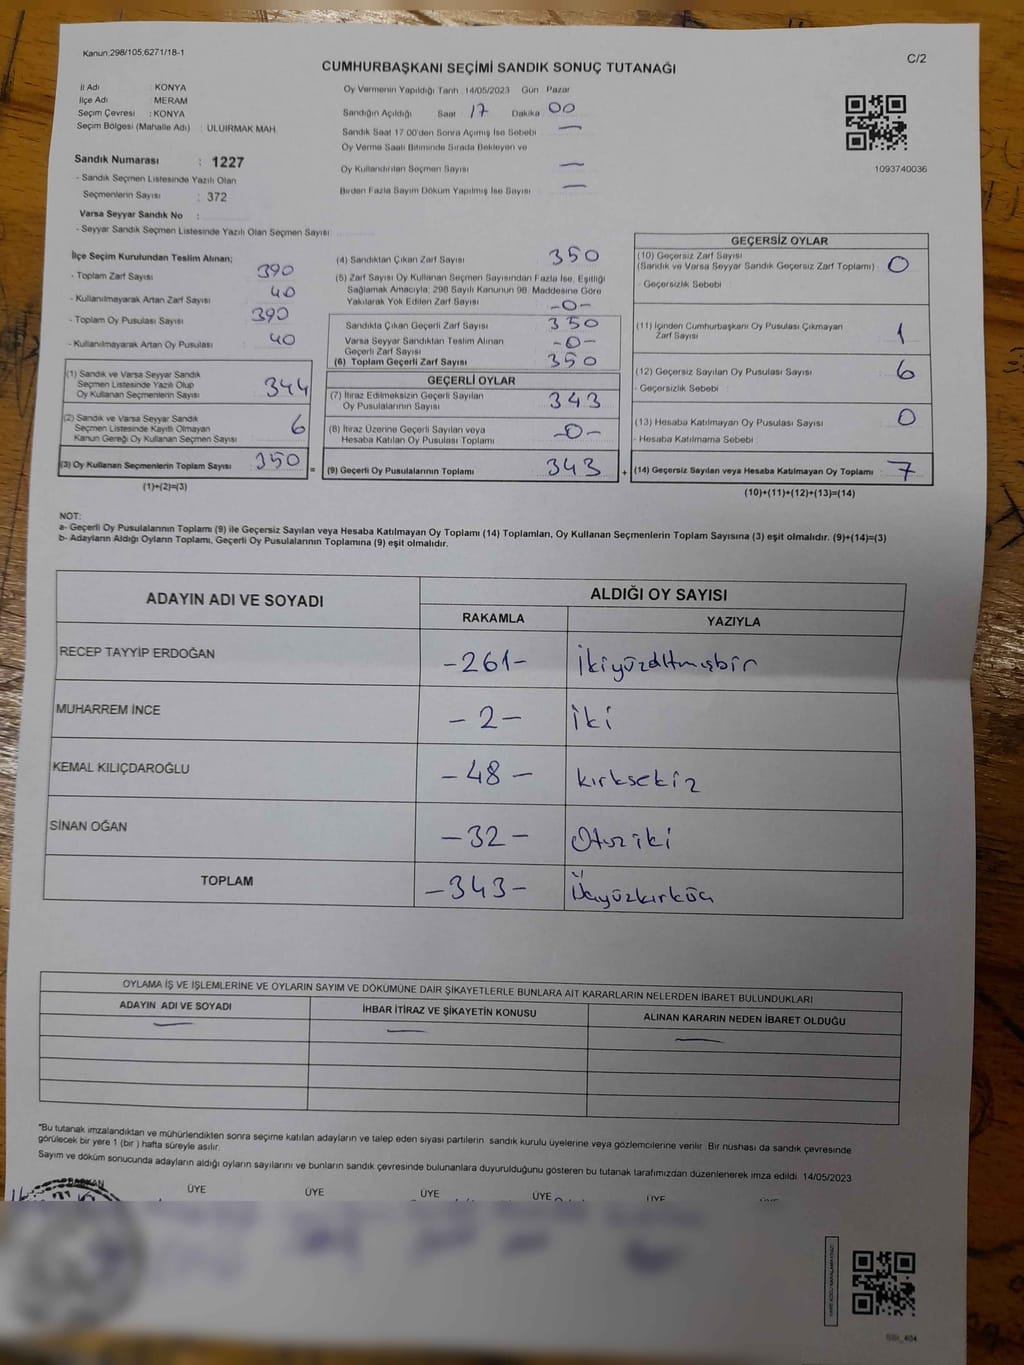 Kanun:298/105,6271/18-1
C/2
CUMHURBAŞKANI SEÇİMİ SANDIK SONUÇ TUTANAĞI
İl Adı : KONYA
İlçe Adı : MERAM
Seçim Çevresi : KONYA
Seçim Bölgesi (Mahalle Adı) : ULUIRMAK MAH.
Sandık Numarası : 1227
- Sandık Seçmen Listesinde Yazılı Olan
Seçmenlerin Sayısı : 372
Varsa Seyyar Sandık No :
- Seyyar Sandık Seçmen Listesinde Yazılı Olan Seçmen Sayısı:
Oy Vermenin Yapıldığı Tarih :14/05/2023 Gün : Pazar
Sandığın Açıldığı Saat : 17 Dakika : 00
Sandık Saat 17.00'den Sonra Açımış İse Sebebi : —
Oy Verme Saati Bitiminde Sırada Bekleyen ve
Oy Kullandırılan Seçmen Sayısı : —
Birden Fazla Sayım Döküm Yapılmış İse Sayısı : —
1093740036
İlçe Seçim Kurulundan Teslim Alınan;
- Toplam Zarf Sayısı : 390
- Kullanılmayarak Artan Zarf Sayısı : 40
- Toplam Oy Pusulası Sayısı : 390
- Kullanılmayarak Artan Oy Pusulası : 40
(1) Sandık ve Varsa Seyyar Sandık
Seçmen Listesinde Yazılı Olup
Oy Kullanan Seçmenlerin Sayısı : 344
(2) Sandık ve Varsa Seyyar Sandık
Seçmen Listesinde Kayıtlı Olmayan
Kanun Gereği Oy Kullanan Seçmen Sayısı : 6
(3) Oy Kullanan Seçmenlerin Toplam Sayısı : 350 =
(1)+(2)=(3)
(4) Sandıktan Çıkan Zarf Sayısı : 350
(5) Zarf Sayısı Oy Kullanan Seçmen Sayısından Fazla İse, Eşitliği
Sağlamak Amacıyla; 298 Sayılı Kanunun 98. Maddesine Göre
Yakılarak Yok Edilen Zarf Sayısı : -0-
Sandıkta Çıkan Geçerli Zarf Sayısı : 350
Varsa Seyyar Sandıktan Teslim Alınan
Geçerli Zarf Sayısı : -0-
(6) Toplam Geçerli Zarf Sayısı : 350
GEÇERLİ OYLAR
(7) İtiraz Edilmeksizin Geçerli Sayılan
Oy Pusulalarının Sayısı : 343
(8) İtiraz Üzerine Geçerli Sayılan veya
Hesaba Katılan Oy Pusulası Toplamı : -0-
(9) Geçerli Oy Pusulalarının Toplamı : 343 +
GEÇERSİZ OYLAR
(10) Geçersiz Zarf Sayısı
(Sandık ve Varsa Seyyar Sandık Geçersiz Zarf Toplamı) : 0
- Geçersizlik Sebebi :
(11) İçinden Cumhurbaşkanı Oy Pusulası Çıkmayan
Zarf Sayısı : 1
(12) Geçersiz Sayılan Oy Pusulası Sayısı : 6
- Geçersizlik Sebebi :
(13) Hesaba Katılmayan Oy Pusulası Sayısı : 0
- Hesaba Katılmama Sebebi :
(14) Geçersiz Sayılan veya Hesaba Katılmayan Oy Toplamı : 7
(10)+(11)+(12)+(13)=(14)
NOT:
a- Geçerli Oy Pusulalarının Toplamı (9) ile Geçersiz Sayılan veya Hesaba Katılmayan Oy Toplamı (14) Toplamları, Oy Kullanan Seçmenlerin Toplam Sayısına (3) eşit olmalıdır. (9)+(14)=(3)
b- Adayların Aldığı Oyların Toplamı, Geçerli Oy Pusulalarının Toplamına (9) eşit olmalıdır.
ADAYIN ADI VE SOYADI ALDIĞI OY SAYISI
RAKAMLA YAZIYLA
RECEP TAYYİP ERDOĞAN -261- İkiyüzaltmışbir
MUHARREM İNCE -2- İki
KEMAL KILIÇDAROĞLU -48- kırksekiz
SİNAN OĞAN -32- Otuziki
TOPLAM -343- Üçyüzkırküç
OYLAMA İŞ VE İŞLEMLERİNE VE OYLARIN SAYIM VE DÖKÜMÜNE DAİR ŞİKAYETLERLE BUNLARA AİT KARARLARIN NELERDEN İBARET BULUNDUKLARI
ADAYIN ADI VE SOYADI İHBAR İTİRAZ VE ŞİKAYETİN KONUSU ALINAN KARARIN NEDEN İBARET OLDUĞU
— — —
"Bu tutanak imzalandıktan ve mühürlendikten sonra seçime katılan adayların ve talep eden siyasi partilerin sandık kurulu üyelerine veya gözlemcilerine verilir. Bir nüshası da sandık çevresinde
görülecek bir yere 1 (bir) hafta süreyle asılır.
Sayım ve döküm sonucunda adayların aldığı oyların sayılarını ve bunların sandık çevresinde bulunanlara duyurulduğunu gösteren bu tutanak tarafımızdan düzenlenerek imza edildi. 14/05/2023
BAŞKAN ÜYE ÜYE ÜYE ÜYE ÜYE